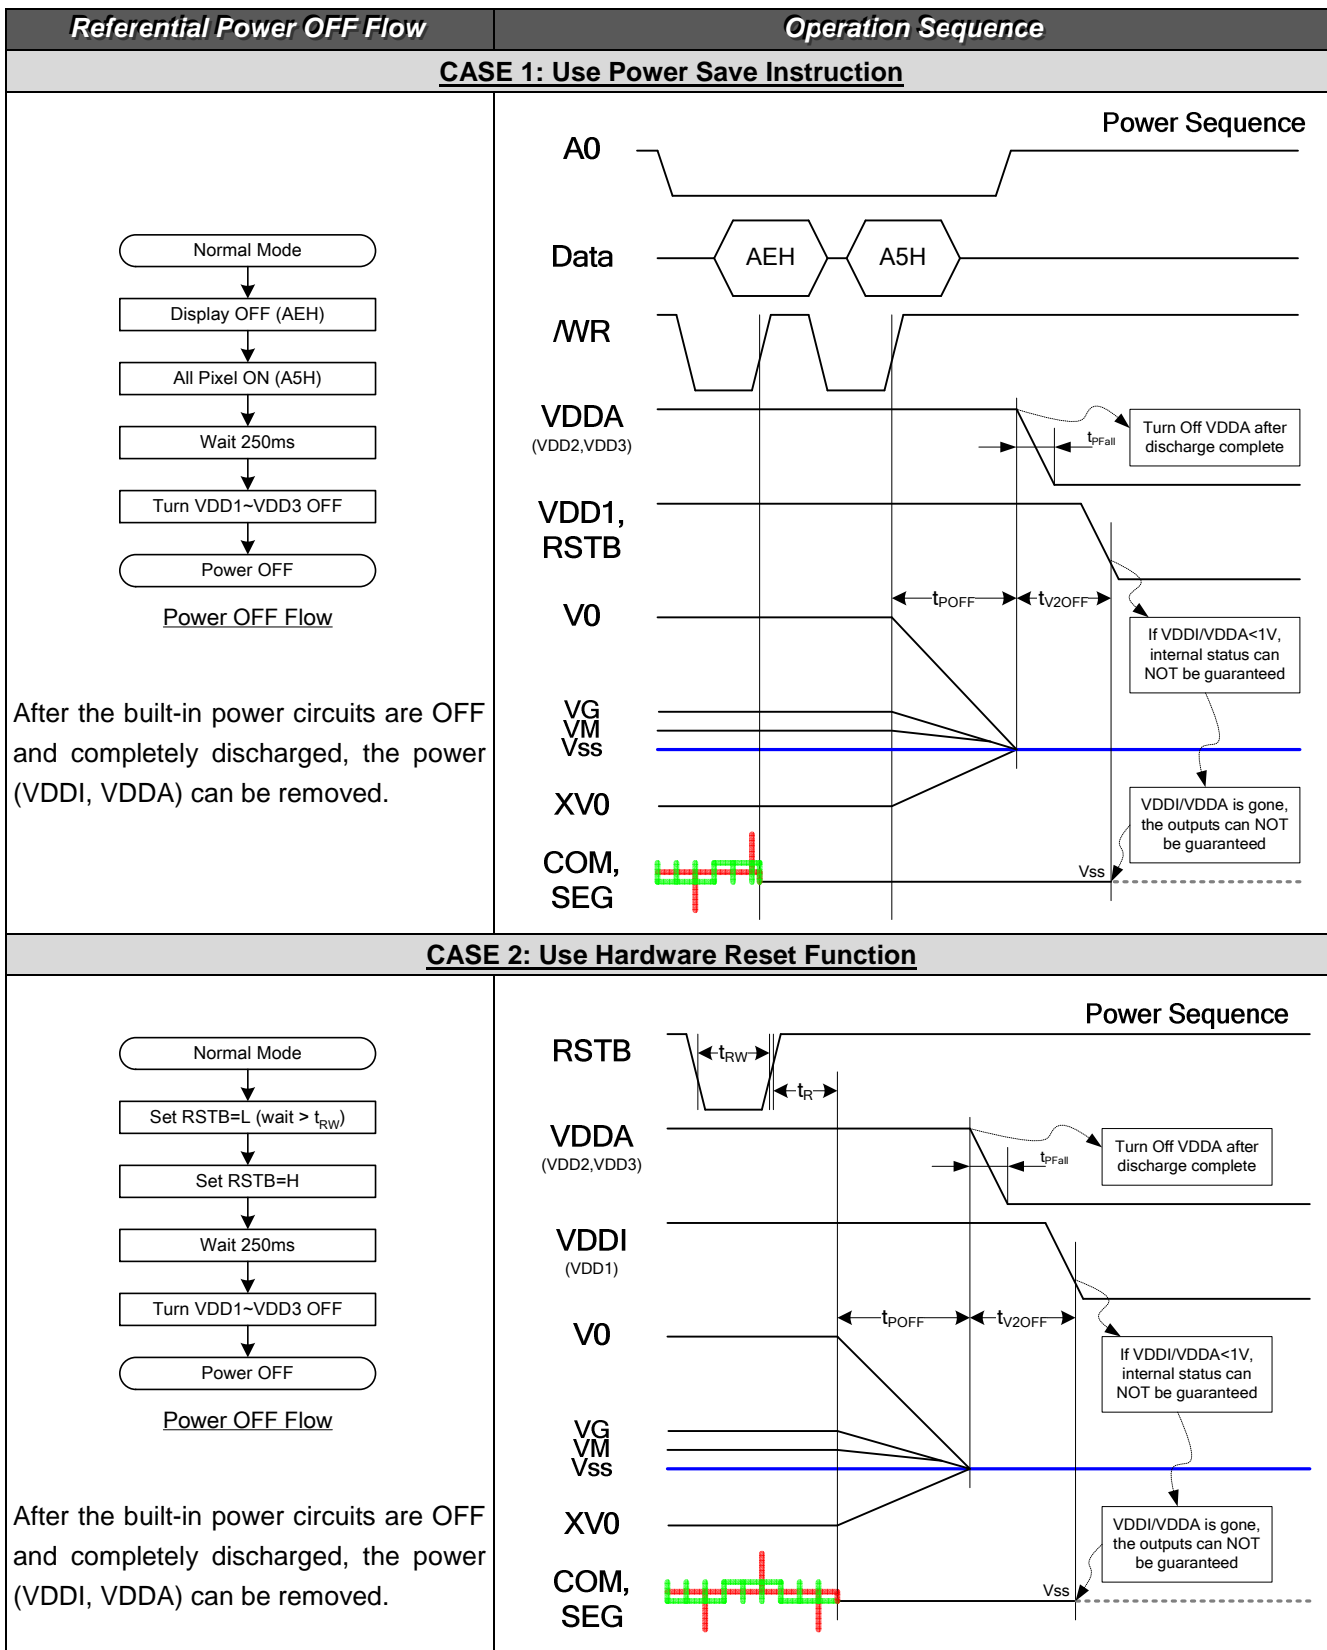 Referential Power OFF Flow
Operation Sequence
CASE 1: Use Power Save Instruction
Normal Mode
Display OFF (AEH)
All Pixel ON (A5H)
Wait 250ms
Turn VDD1~VDD3 OFF
Power OFF
Power OFF Flow
After the built-in power circuits are OFF
and completely discharged, the power
(VDDI, VDDA) can be removed.
Power Sequence
A0
Data
AEH
A5H
/WR
VDDA
(VDD2,VDD3)
tPFall
Turn Off VDDA after
discharge complete
VDD1,
RSTB
tPOFF
tV2OFF
V0
If VDDI/VDDA<1V,
internal status can
NOT be guaranteed
VG
VM
Vss
XV0
VDDI/VDDA is gone,
the outputs can NOT
be guaranteed
COM,
SEG
Vss
CASE 2: Use Hardware Reset Function
Normal Mode
Set RSTB=L (wait > tRW)
Set RSTB=H
Wait 250ms
Turn VDD1~VDD3 OFF
Power OFF
Power OFF Flow
After the built-in power circuits are OFF
and completely discharged, the power
(VDDI, VDDA) can be removed.
Power Sequence
RSTB
tRW
tR
VDDA
(VDD2,VDD3)
tPFall
Turn Off VDDA after
discharge complete
VDDI
(VDD1)
tPOFF
tV2OFF
V0
If VDDI/VDDA<1V,
internal status can
NOT be guaranteed
VG
VM
Vss
XV0
VDDI/VDDA is gone,
the outputs can NOT
be guaranteed
COM,
SEG
Vss